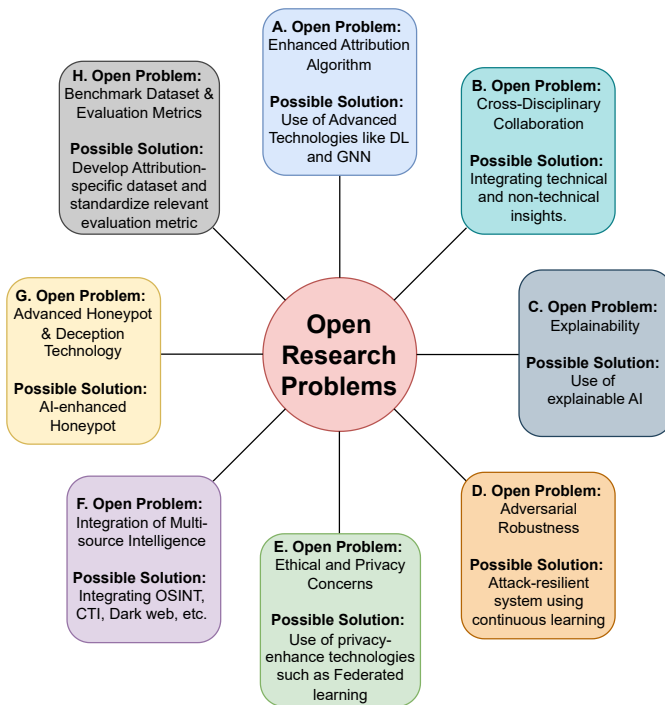 A. Open Problem:
Enhanced Attribution
Algorithm
Possible Solution:
Use of Advanced
Technologies like DL
and GNN
B. Open Problem:
Cross-Disciplinary
Collaboration
Possible Solution:
Integrating technical
and non-technical
insights.
C. Open Problem:
Explainability
Possible Solution:
Use of
explainable AI
D. Open Problem:
Adversarial
Robustness
Possible Solution:
Attack-resilient
system using
continuous learning
E. Open Problem:
Ethical and Privacy
Concerns
Possible Solution:
Use of privacy-
enhance technologies
such as Federated
learning
F. Open Problem:
Integration of Multi-
source Intelligence
Possible Solution:
Integrating OSINT,
CTI, Dark web, etc.
G. Open Problem:
Advanced Honeypot
& Deception
Technology
Possible Solution:
AI-enhanced
Honeypot
H. Open Problem:
Benchmark Dataset &
Evaluation Metrics
Possible Solution:
Develop Attribution-
specific dataset and
standardize relevant
evaluation metric
Open
Research
Problems